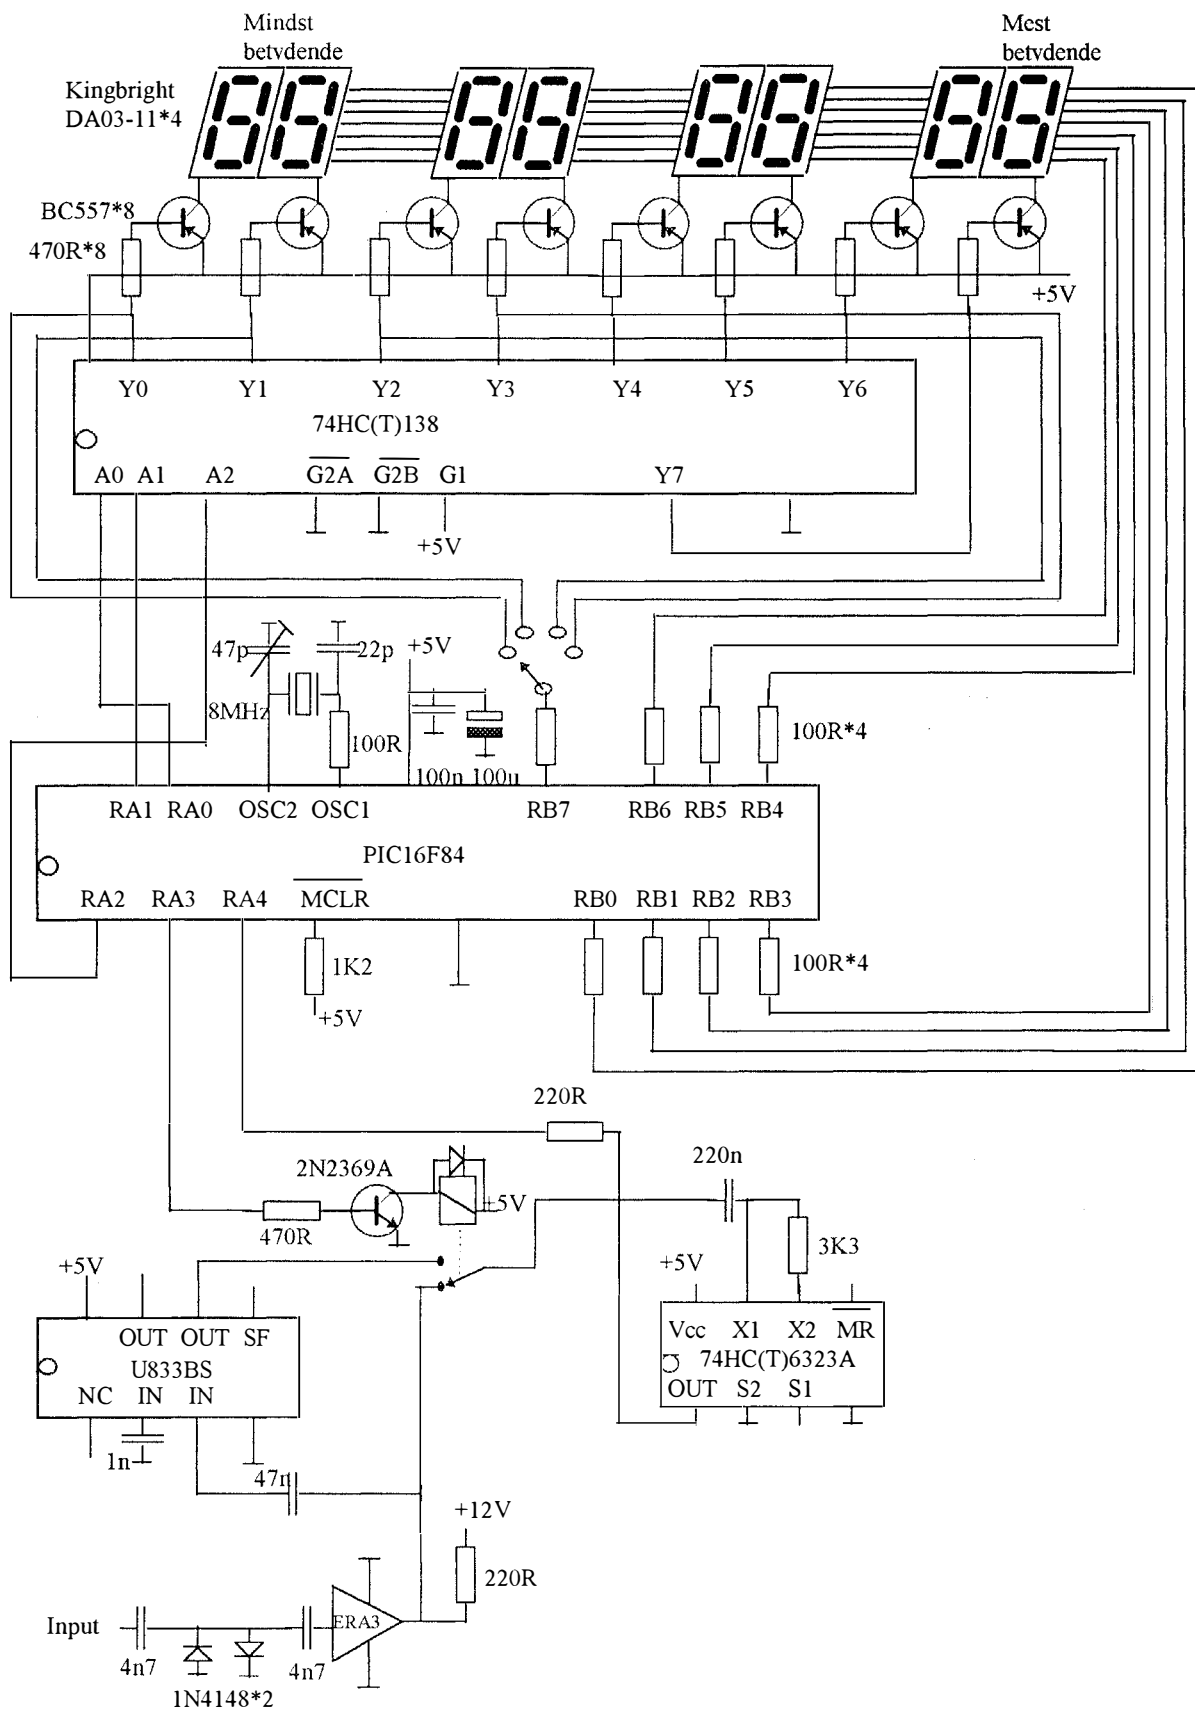 Mindst
betydende
Mest
betydende
Kingbright
DA03-11*4
BC557*8
470R*8
+5V
Y0 Y1 Y2 Y3 Y4 Y5 Y6
74HC(T)138
A0 A1 A2 G2A G2B G1 Y7
+5V
47p 22p +5V
8MHz
100R 100R*4
100n 100u
RA1 RA0 OSC2 OSC1 RB7 RB6 RB5 RB4
PIC16F84
RA2 RA3 RA4 MCLR RB0 RB1 RB2 RB3
1K2 100R*4
+5V
220R
220n
2N2369A
+5V
470R
3K3
+5V +5V
OUT OUT SF
U833BS
NC IN IN
Vcc X1 X2 MR
74HC(T)6323A
OUT S2 S1
1n
47n
+12V
220R
Input
ERA3
4n7 4n7
1N4148*2